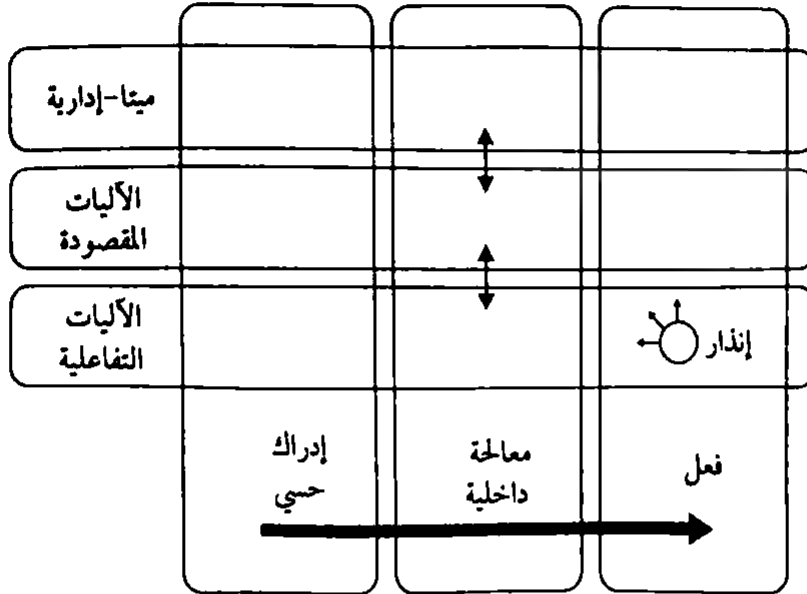 ميتا-إدارية
الآليات
المقصودة
الآليات
التفاعلية
إنذار
إدراك
حسي
معالجة
داخلية
فعل